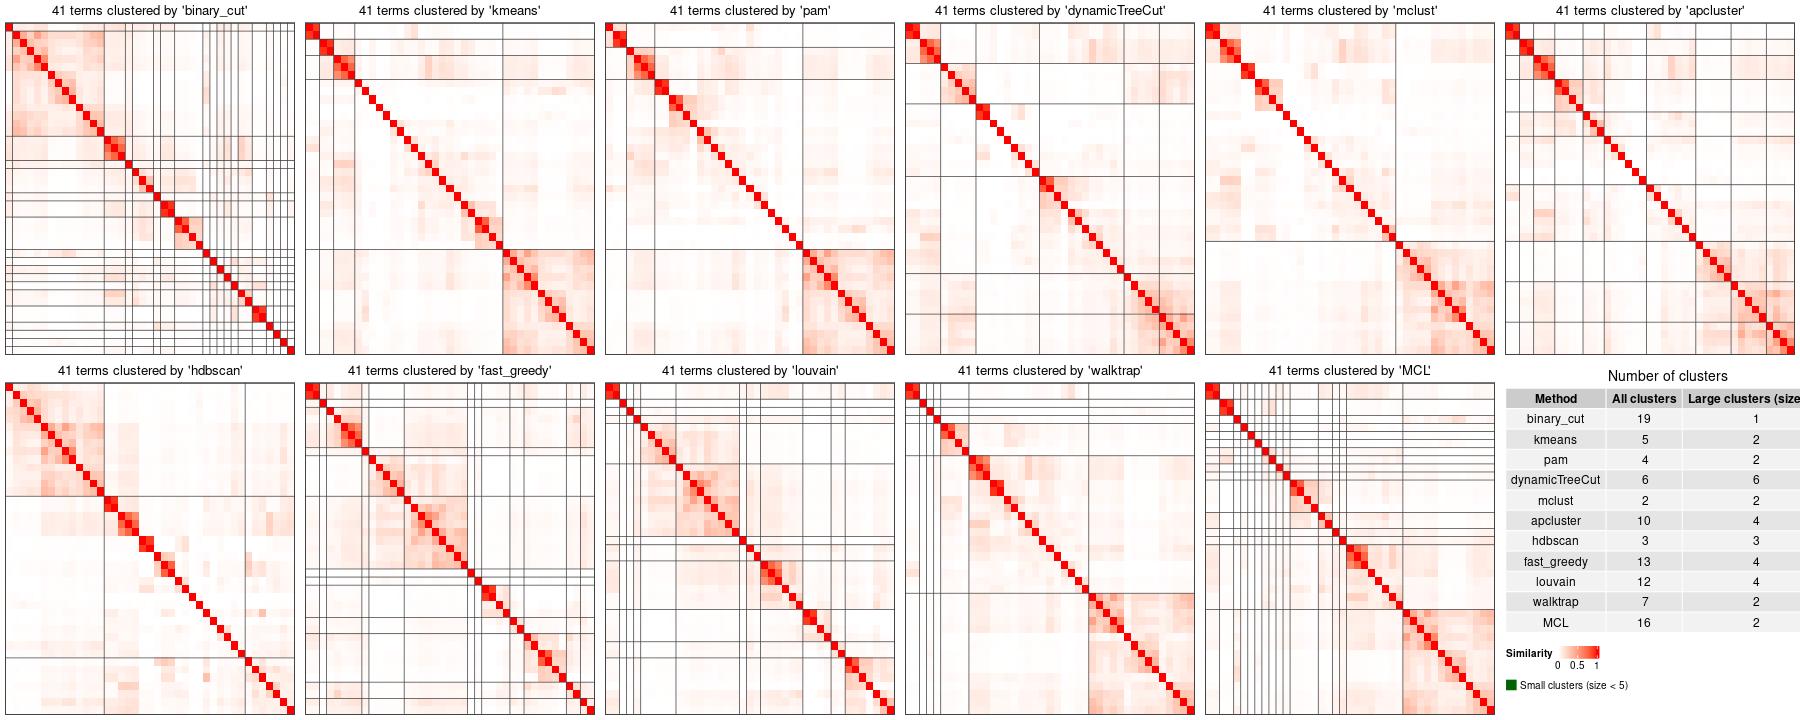 41 terms clustered by 'binary_cut'
41 terms clustered by 'kmeans'
41 terms clustered by 'pam'
41 terms clustered by 'dynamicTreeCut'
41 terms clustered by 'mclust'
41 terms clustered by 'apcluster'
41 terms clustered by 'hdbscan'
41 terms clustered by 'fast_greedy'
41 terms clustered by 'louvain'
41 terms clustered by 'walktrap'
41 terms clustered by 'MCL'
Number of clusters
Method All clusters Large clusters (size
binary_cut 19 1
kmeans 5 2
pam 4 2
dynamicTreeCut 6 6
mclust 2 2
apcluster 10 4
hdbscan 3 3
fast_greedy 13 4
louvain 12 4
walktrap 7 2
MCL 16 2
Similarity
0 0.5 1
Small clusters (size < 5)